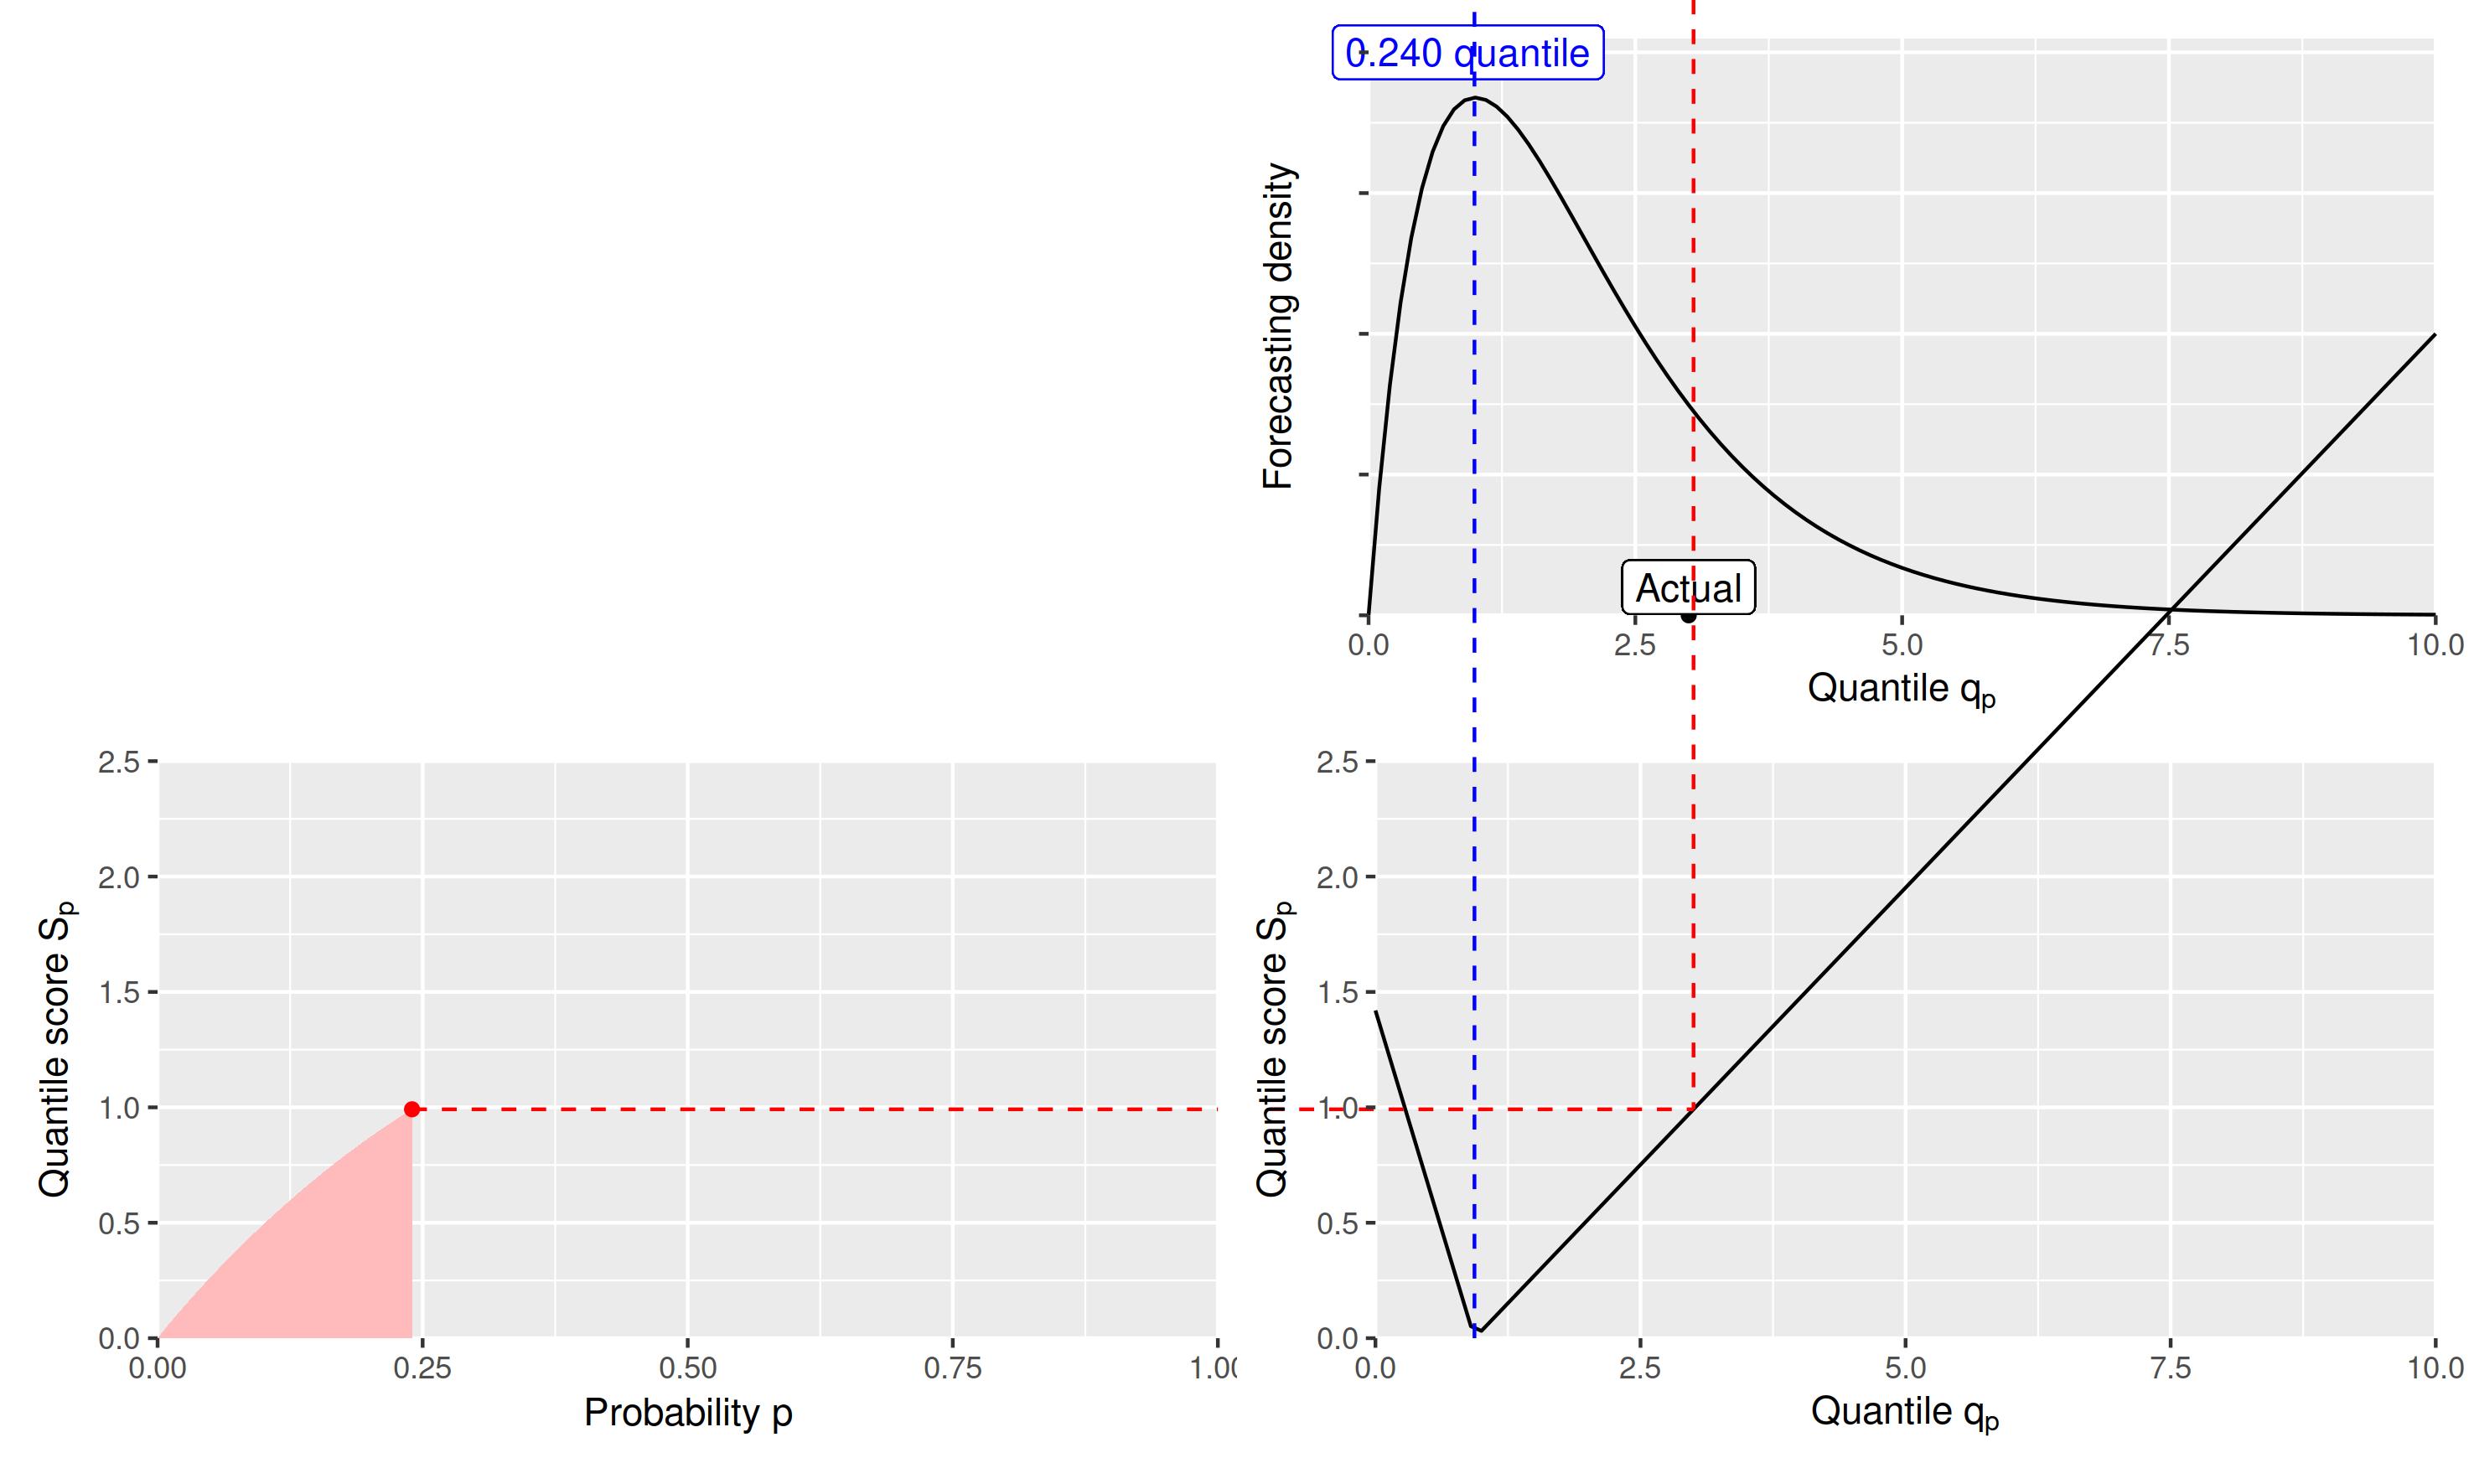 0.240 quantile
Forecasting density
Actual
0.0 2.5 5.0 7.5 10.0
Quantile qp
Quantile score Sp
2.5
2.0
1.5
1.0
0.5
0.0
0.00 0.25 0.50 0.75 1.00
Probability p
Quantile score Sp
2.5
2.0
1.5
1.0
0.5
0.0
0.0 2.5 5.0 7.5 10.0
Quantile qp